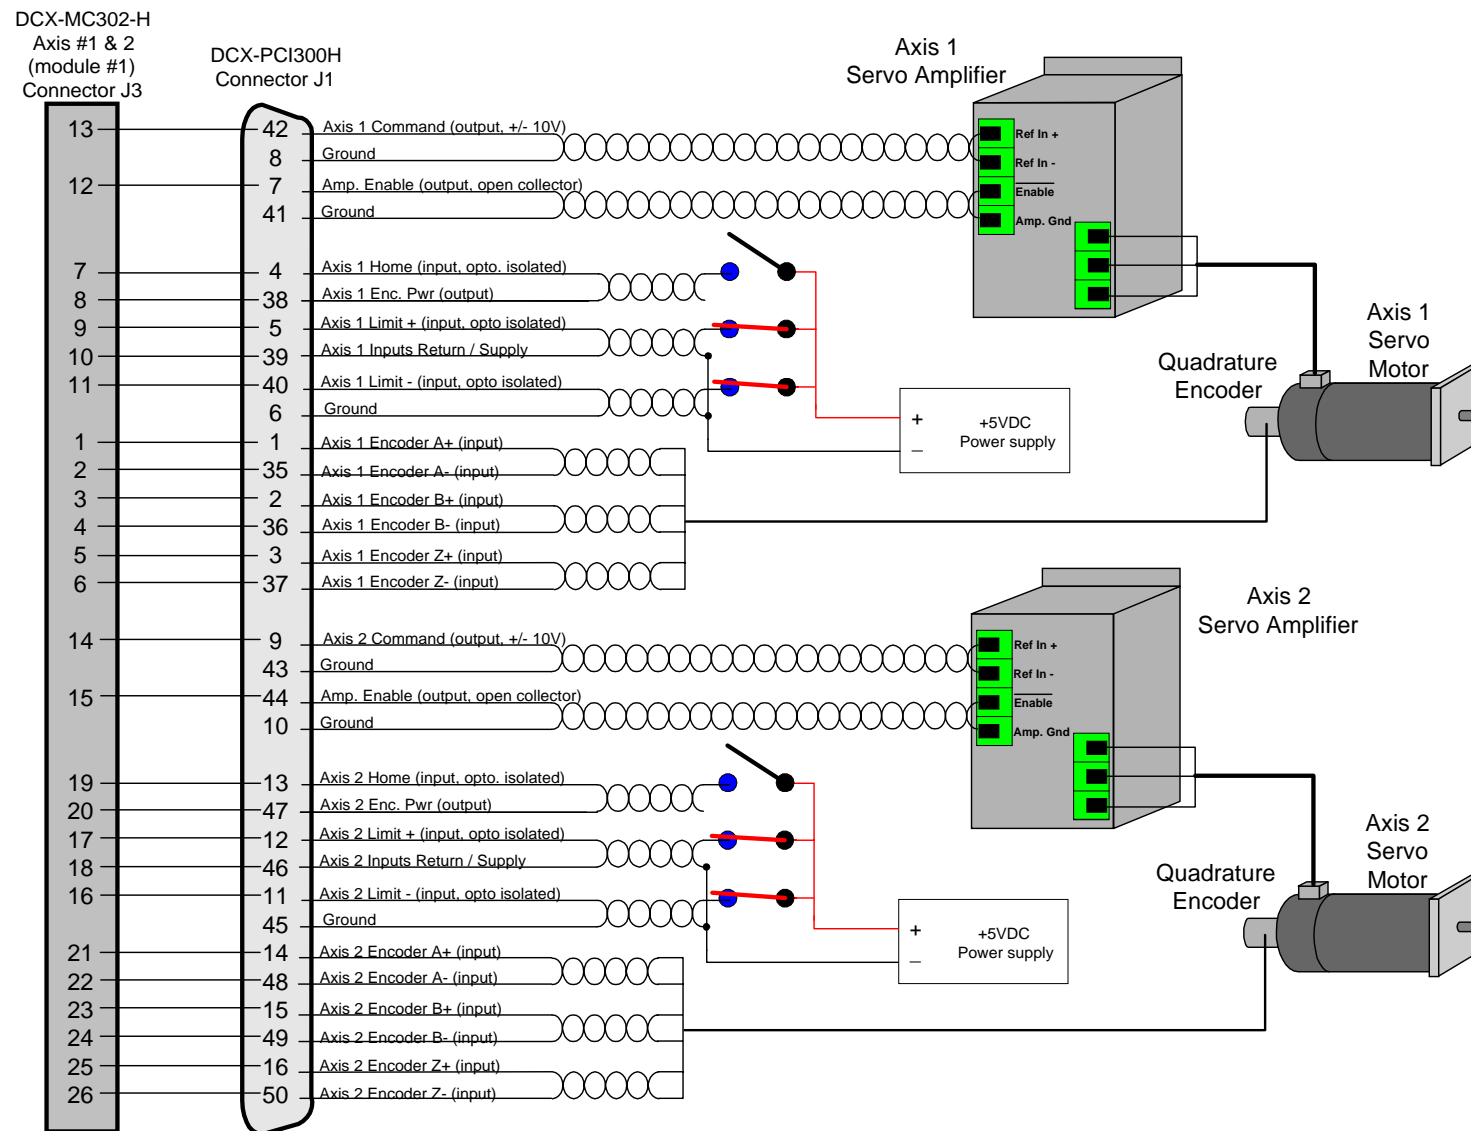 DCX-MC302-H
Axis #1 & 2
(module #1)
Connector J3
DCX-PCI300H
Connector J1
Axis 1
Servo Amplifier
13 42 Axis 1 Command (output, +/- 10V)
8 Ground
12 7 Amp. Enable (output, open collector)
41 Ground
Ref In +
Ref In -
Enable
Amp. Gnd
7 4 Axis 1 Home (input, opto. isolated)
8 38 Axis 1 Enc. Pwr (output)
9 5 Axis 1 Limit + (input, opto isolated)
10 39 Axis 1 Inputs Return / Supply
11 40 Axis 1 Limit - (input, opto isolated)
6 Ground
+
+5VDC
Power supply
–
Axis 1
Servo
Motor
Quadrature
Encoder
1 1 Axis 1 Encoder A+ (input)
2 35 Axis 1 Encoder A- (input)
3 2 Axis 1 Encoder B+ (input)
4 36 Axis 1 Encoder B- (input)
5 3 Axis 1 Encoder Z+ (input)
6 37 Axis 1 Encoder Z- (input)
Axis 2
Servo Amplifier
14 9 Axis 2 Command (output, +/- 10V)
43 Ground
15 44 Amp. Enable (output, open collector)
10 Ground
Ref In +
Ref In -
Enable
Amp. Gnd
19 13 Axis 2 Home (input, opto. isolated)
20 47 Axis 2 Enc. Pwr (output)
17 12 Axis 2 Limit + (input, opto isolated)
18 46 Axis 2 Inputs Return / Supply
16 11 Axis 2 Limit - (input, opto isolated)
45 Ground
+
+5VDC
Power supply
–
Axis 2
Servo
Motor
Quadrature
Encoder
21 14 Axis 2 Encoder A+ (input)
22 48 Axis 2 Encoder A- (input)
23 15 Axis 2 Encoder B+ (input)
24 49 Axis 2 Encoder B- (input)
25 16 Axis 2 Encoder Z+ (input)
26 50 Axis 2 Encoder Z- (input)